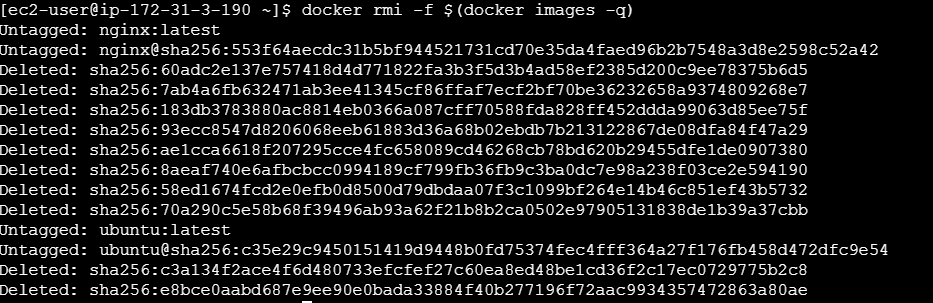 [ec2-user@ip-172-31-3-190 ~]$ docker rmi -f $(docker images -q)
Untagged: nginx:latest
Untagged: nginx@sha256:553f64aecdc31b5bf944521731cd70e35da4faed96b2b7548a3d8e2598c52a42
Deleted: sha256:60adc2e137e757418d4d771822fa3b3f5d3b4ad58ef2385d200c9ee78375b6d5
Deleted: sha256:7ab4a6fb632471ab3ee41345cf86ffaf7ecf2bf70be36232658a9374809268e7
Deleted: sha256:183db3783880ac8814eb0366a087cff70588fda828ff452ddda99063d85ee75f
Deleted: sha256:93ecc8547d8206068eeb61883d36a68b02ebdb7b213122867de08dfa84f47a29
Deleted: sha256:ae1cca6618f207295cce4fc658089cd46268cb78bd620b29455dfe1de0907380
Deleted: sha256:8aeaf740e6afbcbcc0994189cf799fb36fb9c3ba0dc7e98a238f03ce2e594190
Deleted: sha256:58ed1674fcd2e0efb0d8500d79dbdaa07f3c1099bf264e14b46c851ef43b5732
Deleted: sha256:70a290c5e58b68f39496ab93a62f21b8b2ca0502e97905131838de1b39a37cbb
Untagged: ubuntu:latest
Untagged: ubuntu@sha256:c35e29c9450151419d9448b0fd75374fec4fff364a27f176fb458d472dfc9e54
Deleted: sha256:c3a134f2ace4f6d480733efcfef27c60ea8ed48be1cd36f2c17ec0729775b2c8
Deleted: sha256:e8bce0aabd687e9ee90e0bada33884f40b277196f72aac9934357472863a80ae